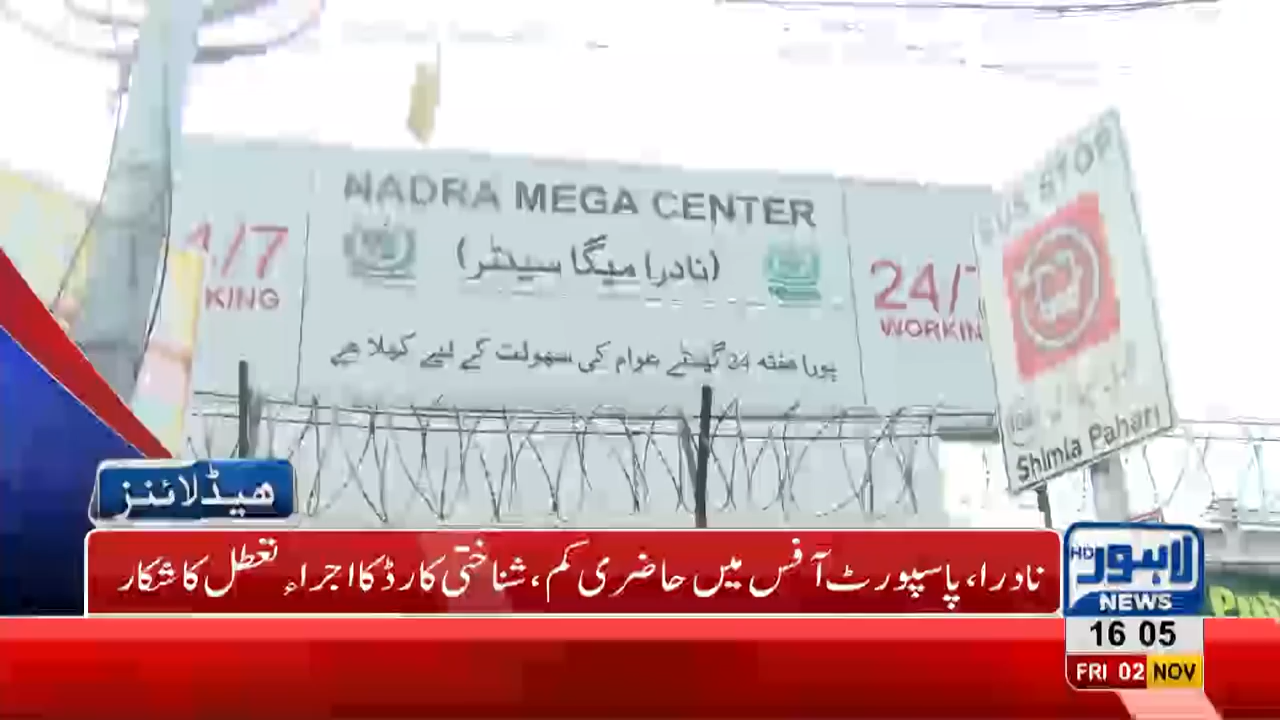 NADRA MEGA CENTER
(نادرا میگا سینٹر)
پورا ہفتہ 24 گھنٹے عوام کی سہولت کے لیے کھلا ہے
4/7
KING
24/7
WORKIN
BUS STOP
Shimla Pahari
ہیڈلائنز
نادرا، پاسپورٹ آفس میں حاضری کم، شناختی کارڈ کا اجراء تعطل کا شکار
HD
لاہور
NEWS
16 05
FRI 02 NOV